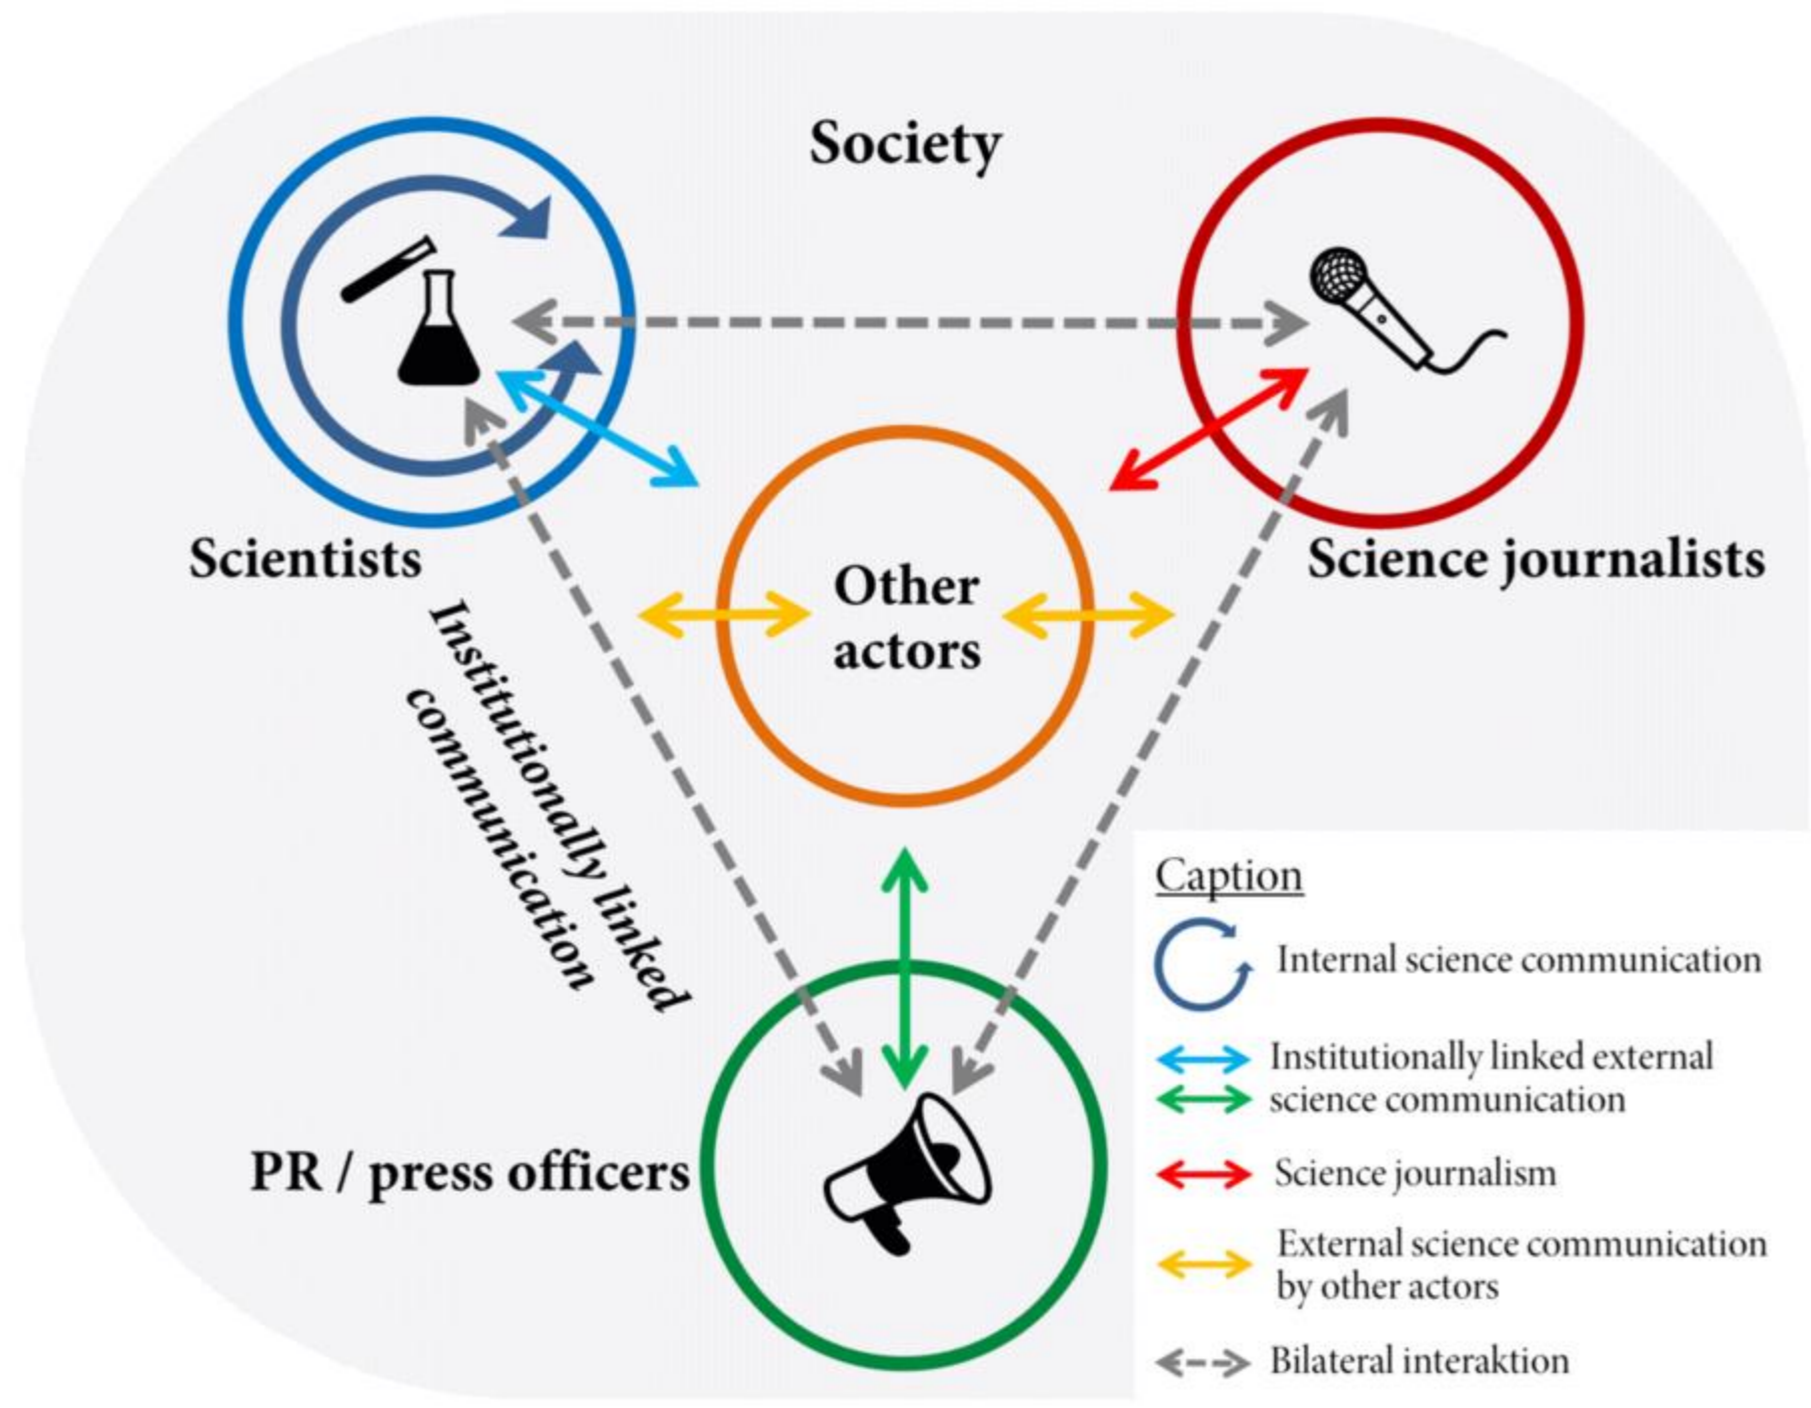 Society
Scientists
Science journalists
Other
actors
Institutionally linked
communication
PR / press officers
Caption
Internal science communication
Institutionally linked external
science communication
Science journalism
External science communication
by other actors
Bilateral interaktion